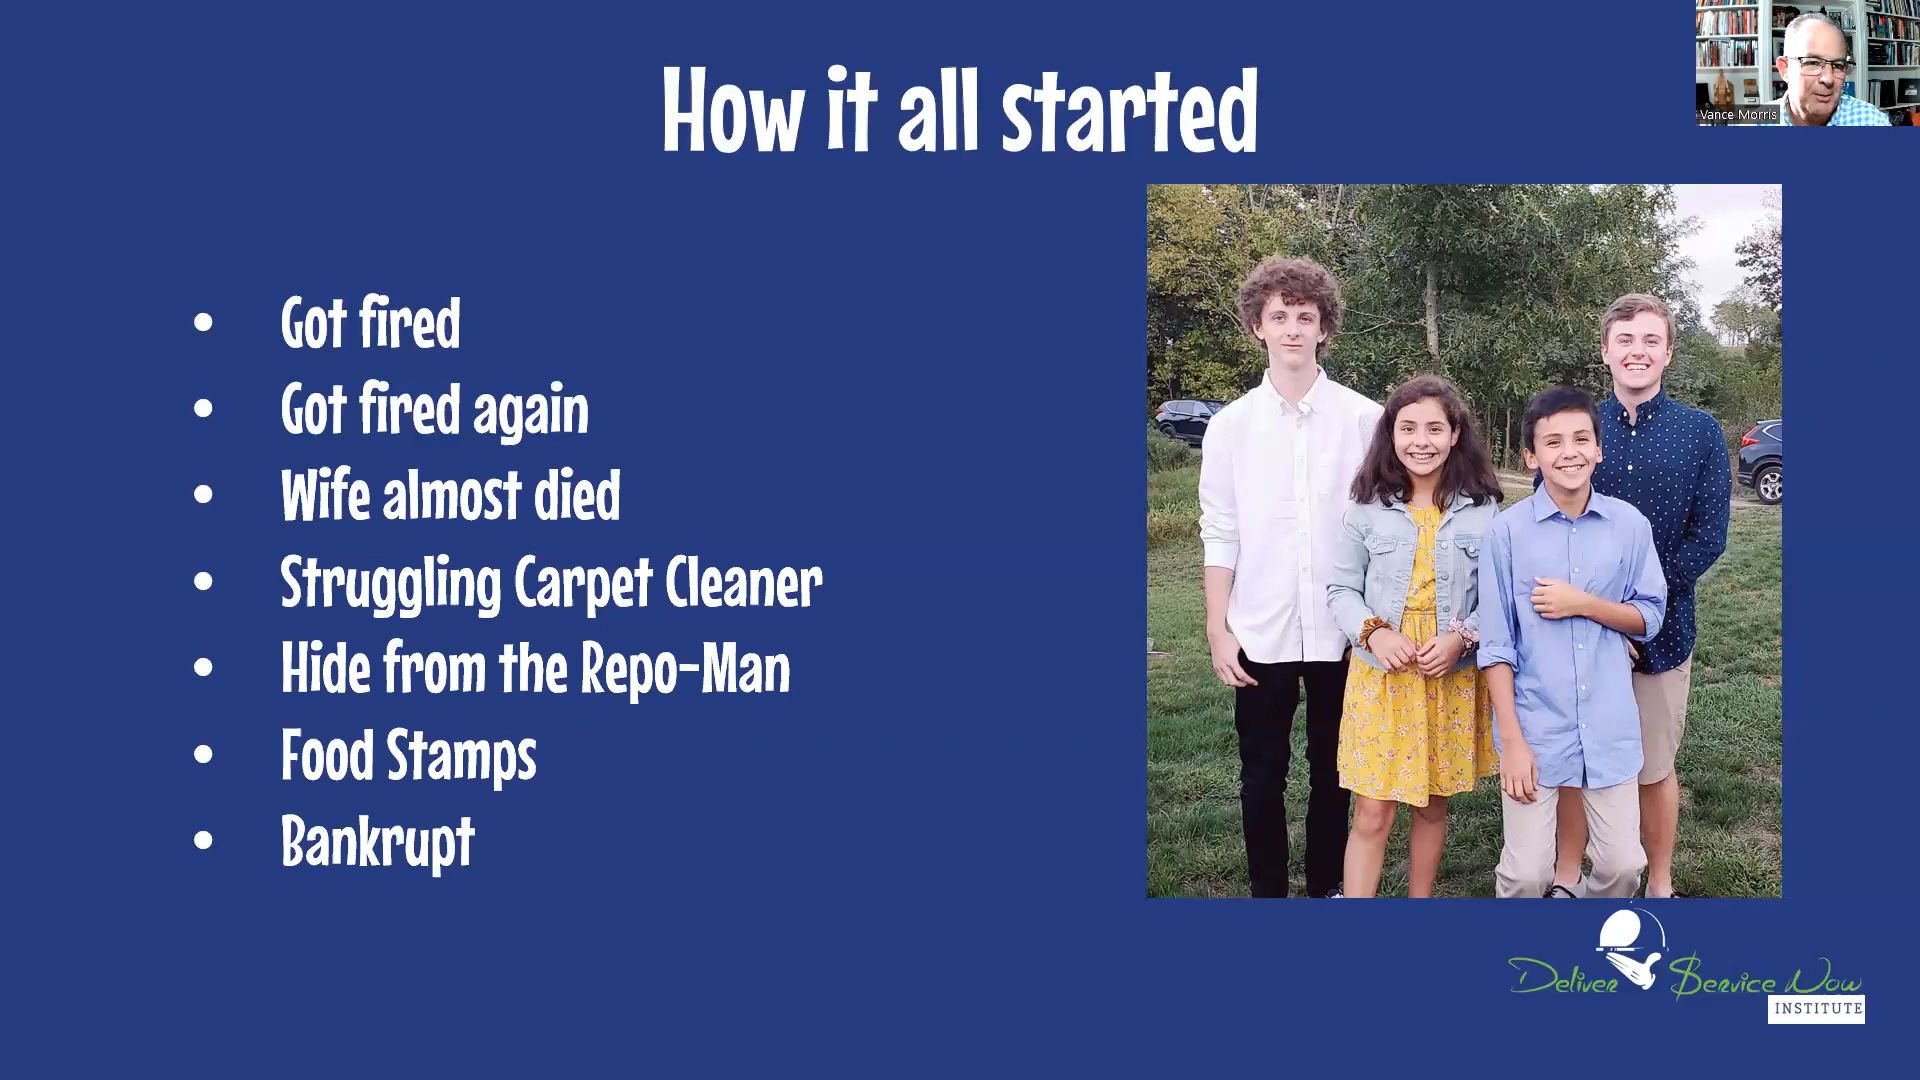 How it all started
Vance Morris
Got fired
Got fired again
Wife almost died
Struggling Carpet Cleaner
Hide from the Repo-Man
Food Stamps
Bankrupt
Deliver Service Now
INSTITUTE